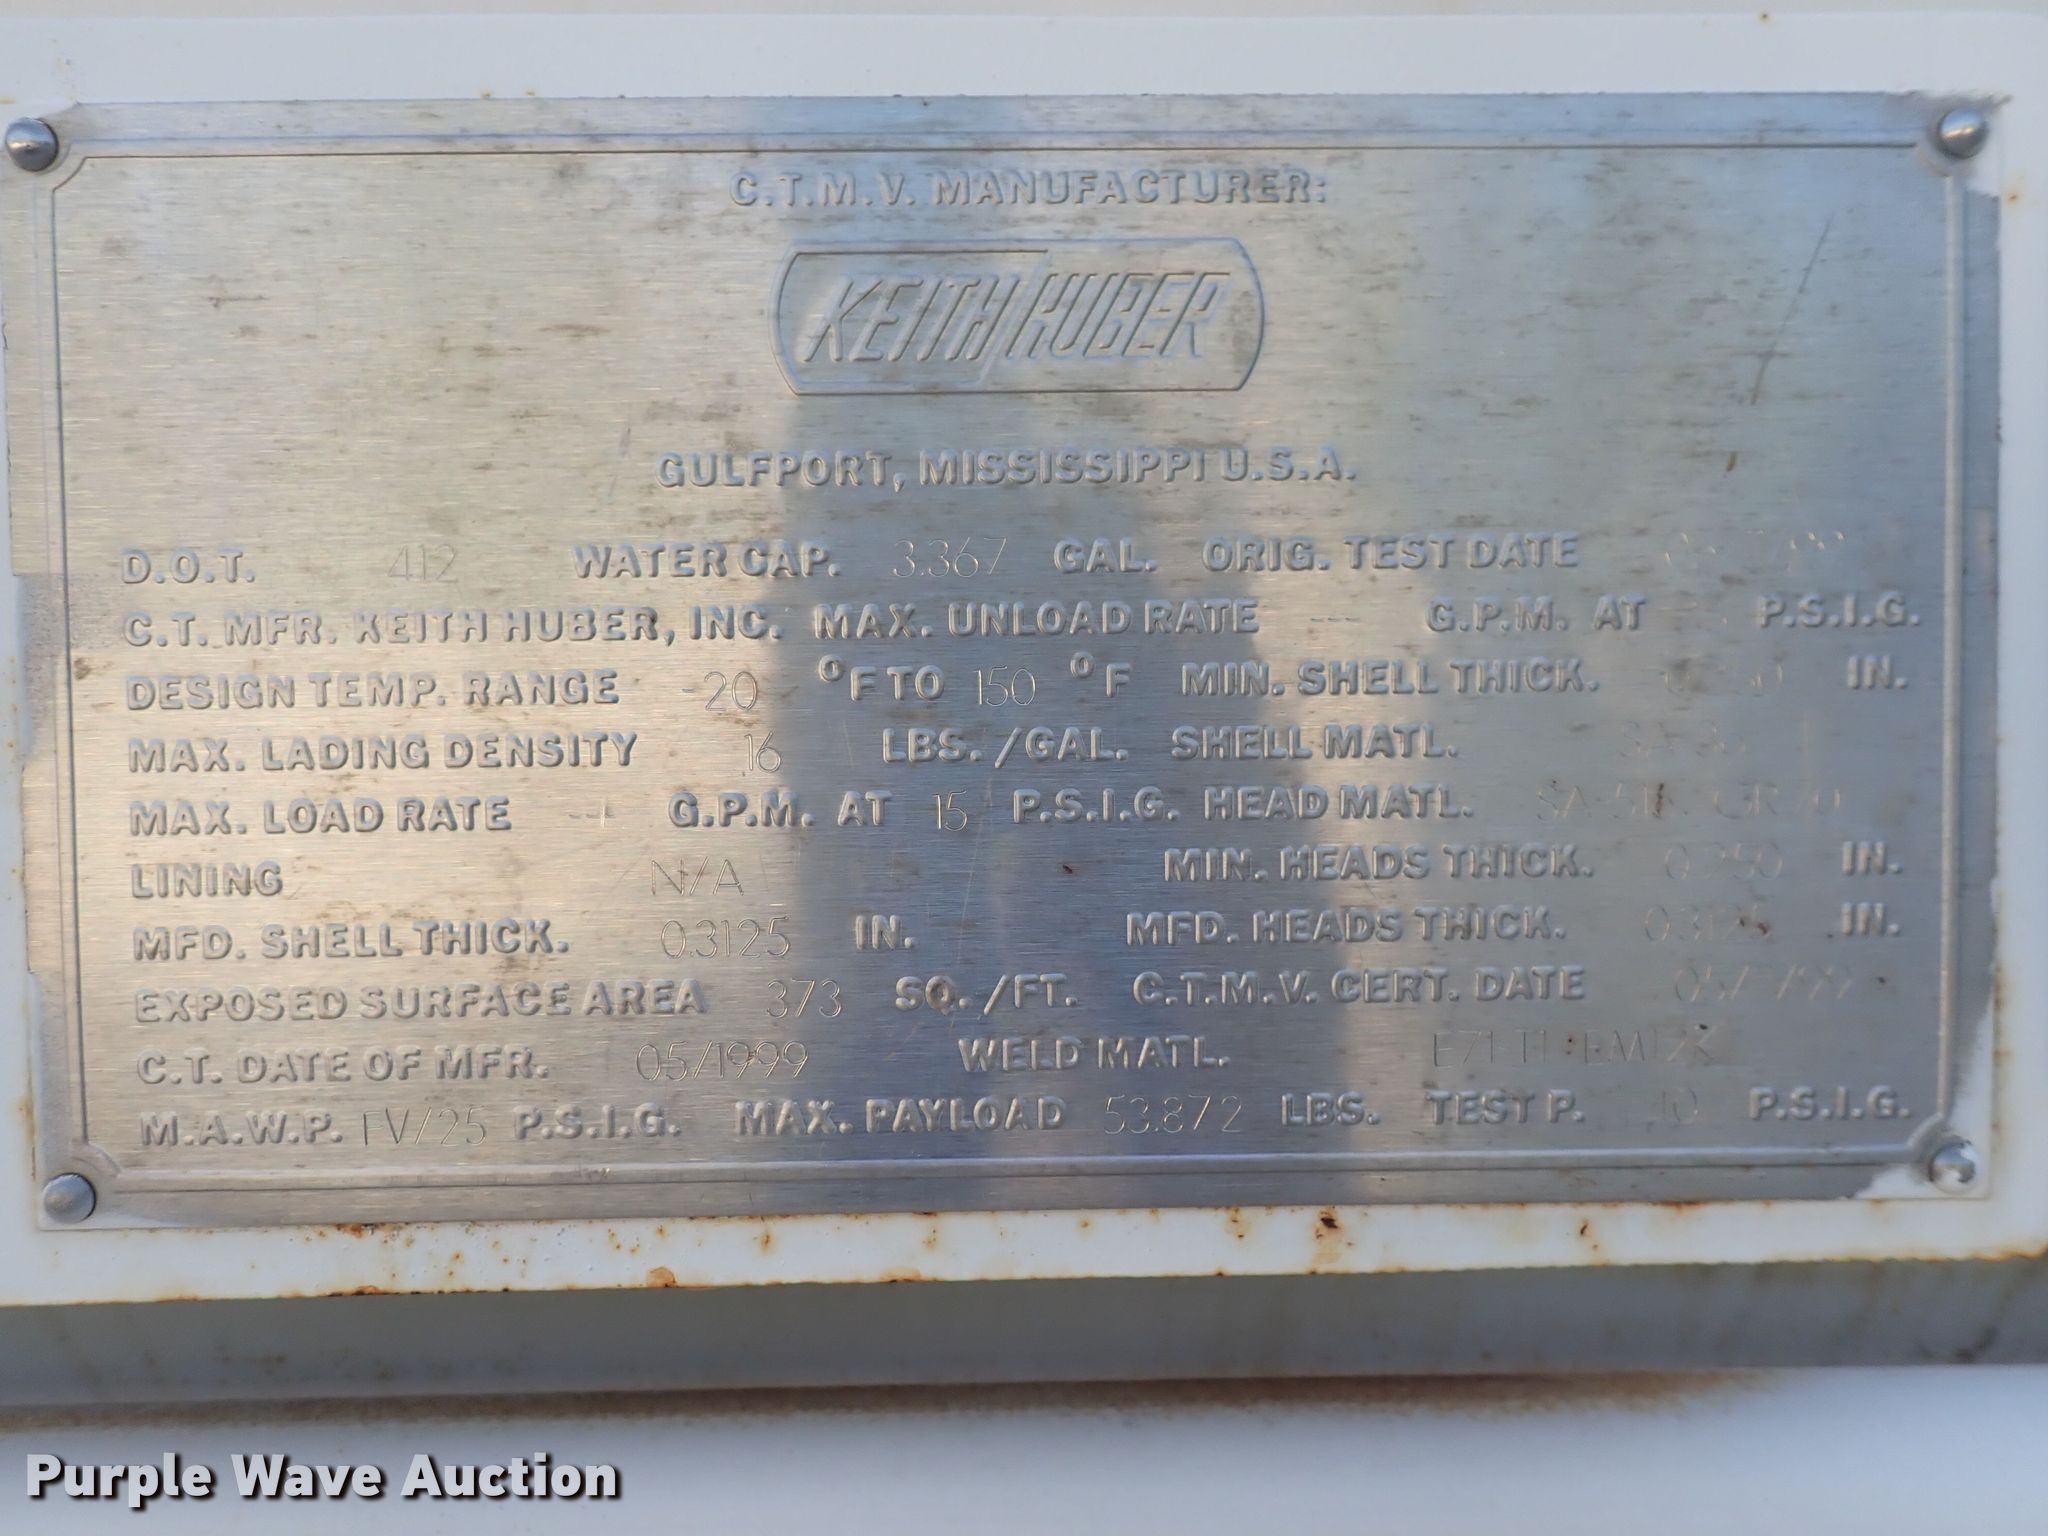 C.T.M.V. MANUFACTURER:
KEITH HUBER
GULFPORT, MISSISSIPPI U.S.A.
D.O.T. 412 WATER CAP. 3,367 GAL. ORIG. TEST DATE
C.T. MFR. KEITH HUBER, INC. MAX. UNLOAD RATE --- G.P.M. AT P.S.I.G.
DESIGN TEMP. RANGE -20 °F TO 150 °F MIN. SHELL THICK. IN.
MAX. LADING DENSITY 16 LBS./GAL. SHELL MATL.
MAX. LOAD RATE G.P.M. AT 15 P.S.I.G. HEAD MATL.
LINING N/A MIN. HEADS THICK. 0.250 IN.
MFD. SHELL THICK. 0.3125 IN. MFD. HEADS THICK. 0.3125 IN.
EXPOSED SURFACE AREA 373 SQ./FT. C.T.M.V. CERT. DATE
C.T. DATE OF MFR. 05/1999 WELD MATL.
M.A.W.P. FV/25 P.S.I.G. MAX. PAYLOAD 53,872 LBS. TEST P. P.S.I.G.
Purple Wave Auction